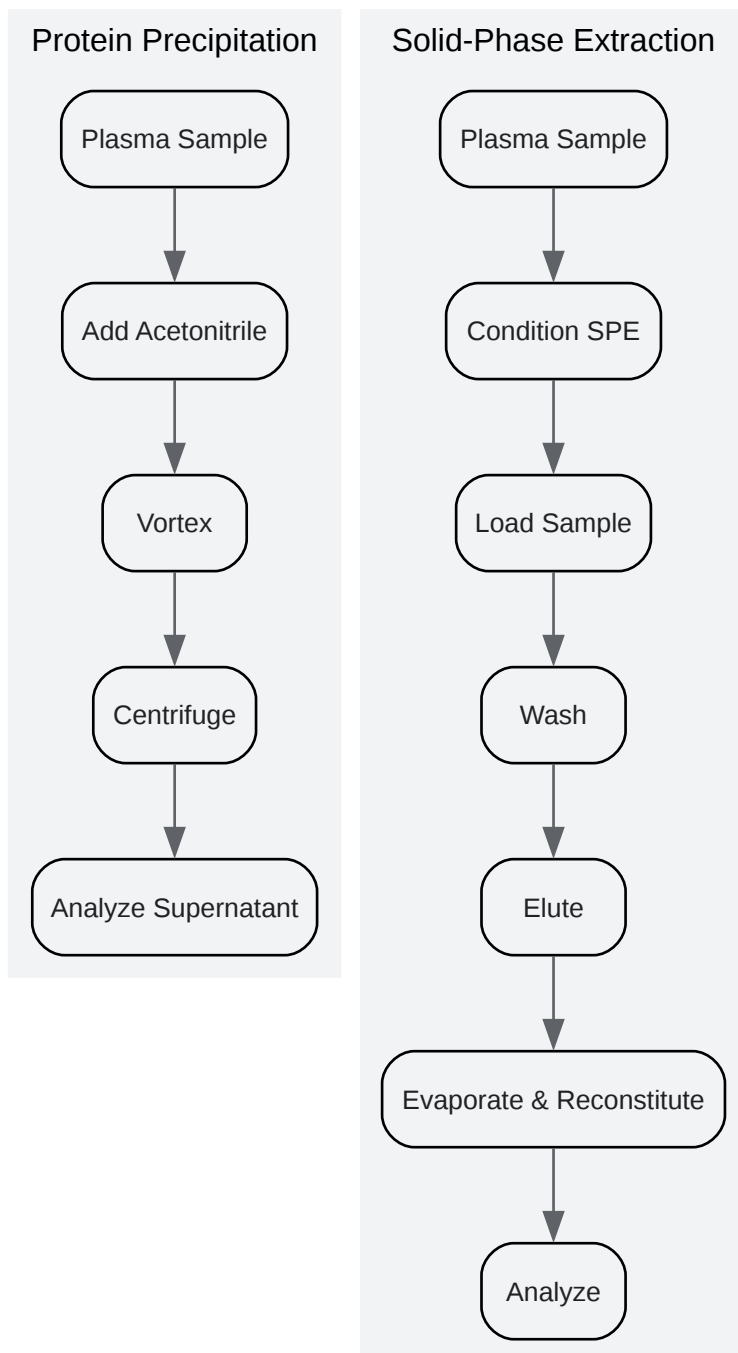 Protein Precipitation
Plasma Sample
Add Acetonitrile
Vortex
Centrifuge
Analyze Supernatant
Solid-Phase Extraction
Plasma Sample
Condition SPE
Load Sample
Wash
Elute
Evaporate & Reconstitute
Analyze